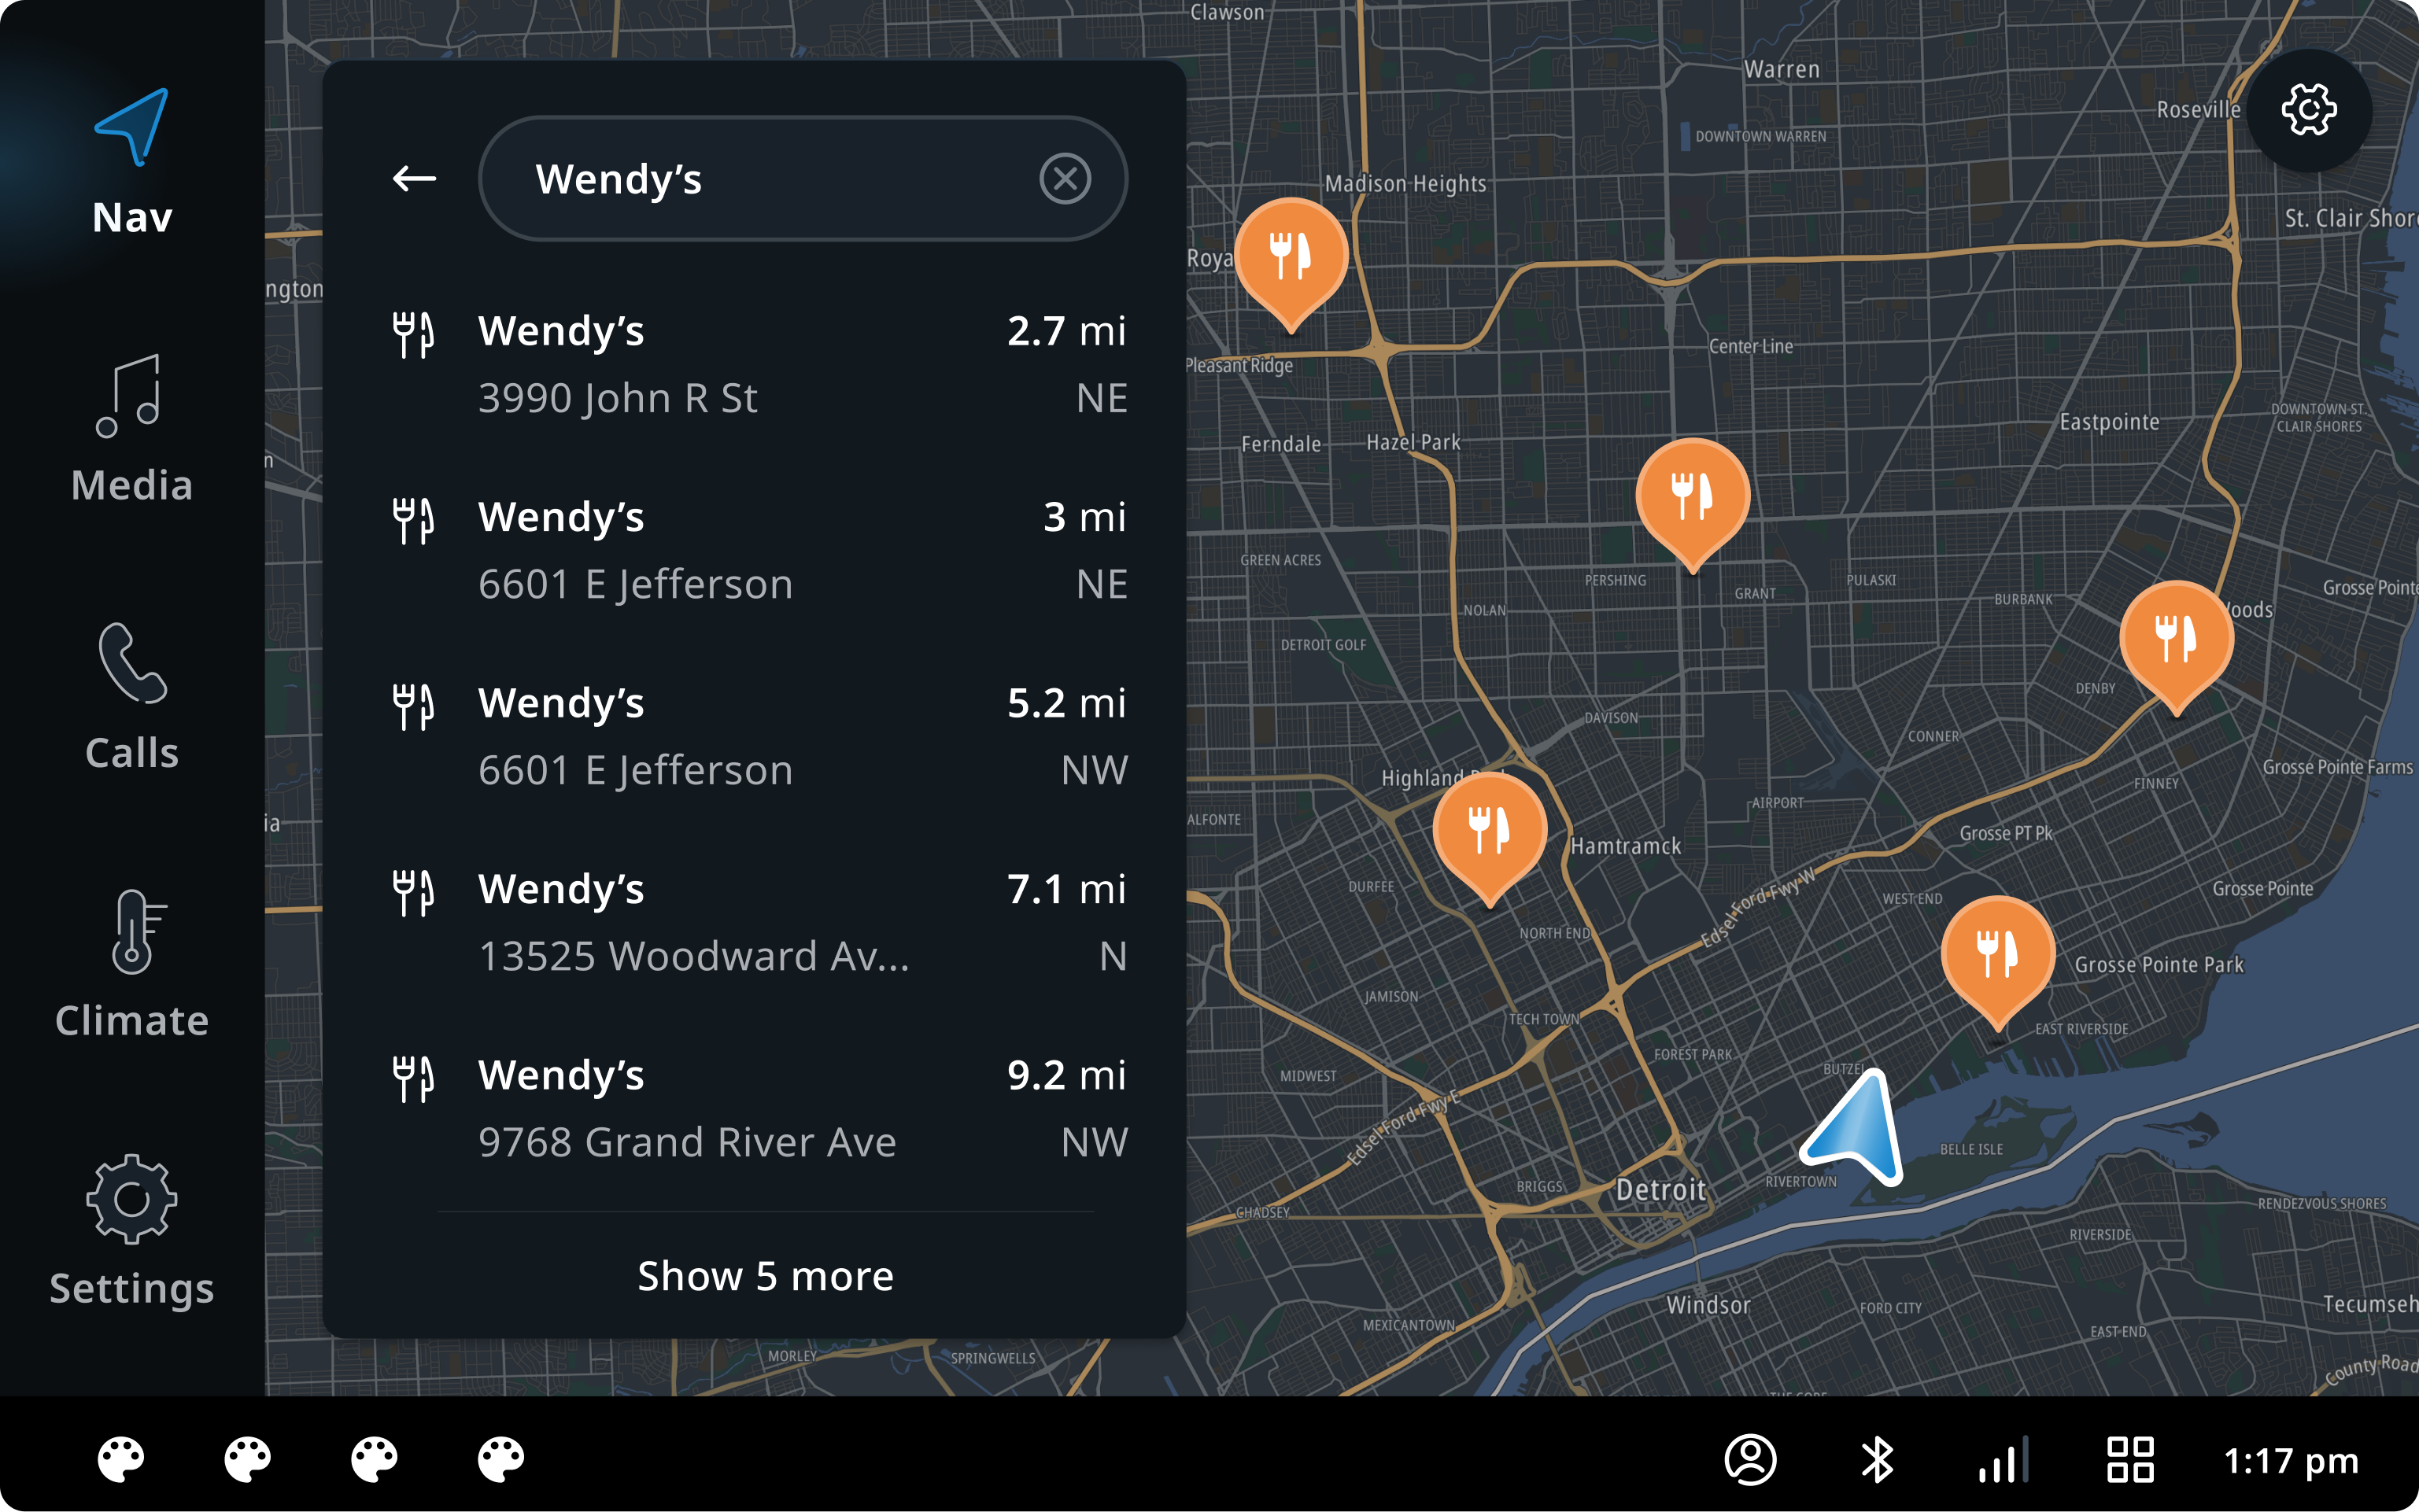 Nav
Media
Calls
Climate
Settings
Wendy’s
Wendy’s 2.7 mi
3990 John R St NE
Wendy’s 3 mi
6601 E Jefferson NE
Wendy’s 5.2 mi
6601 E Jefferson NW
Wendy’s 7.1 mi
13525 Woodward Av... N
Wendy’s 9.2 mi
9768 Grand River Ave NW
Show 5 more
Clawson
Warren
Roseville
DOWNTOWN WARREN
Madison Heights
St. Clair Shor
Roya
ngton
Center Line
Pleasant Ridge
DOWNTOWN ST.
CLAIR SHORES
Eastpointe
Ferndale
Hazel Park
n
GREEN ACRES
PERSHING
GRANT
PULASKI
BURBANK
Grosse Pointe
NOLAN
oods
DETROIT GOLF
DENBY
DAVISON
CONNER
Grosse Pointe Farms
Highland
FINNEY
AIRPORT
ALFONTE
ia
Grosse PT Pk
Hamtramck
DURFEE
Edsel Ford Fwy W
WEST END
Grosse Pointe
NORTH END
Grosse Pointe Park
JAMISON
TECH TOWN
EAST RIVERSIDE
FOREST PARK
BUTZEL
MIDWEST
Edsel Ford Fwy E
BELLE ISLE
RIVERTOWN
BRIGGS
Detroit
RENDEZVOUS SHORES
CHADSEY
RIVERSIDE
Windsor
FORD CITY
Tecumseh
MEXICANTOWN
EAST END
MORLEY
SPRINGWELLS
County Road
1:17 pm